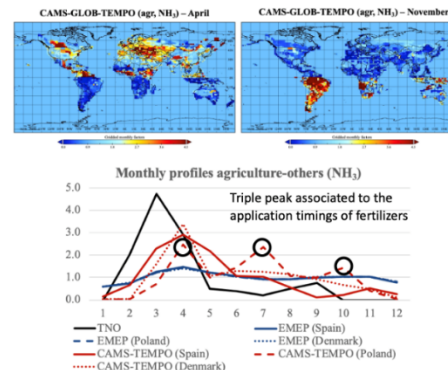 CAMS-GLOB-TEMPO (agr, NH₃) – April
CAMS-GLOB-TEMPO (agr, NH₃) – November
Gridded monthly factors
Gridded monthly factors
Monthly profiles agriculture-others (NH₃)
5.0
4.0
3.0
2.0
1.0
0.0
Triple peak associated to the
application timings of fertilizers
1 2 3 4 5 6 7 8 9 10 11 12
TNO
EMEP (Spain)
EMEP (Poland)
EMEP (Denmark)
CAMS-TEMPO (Spain)
CAMS-TEMPO (Poland)
CAMS-TEMPO (Denmark)